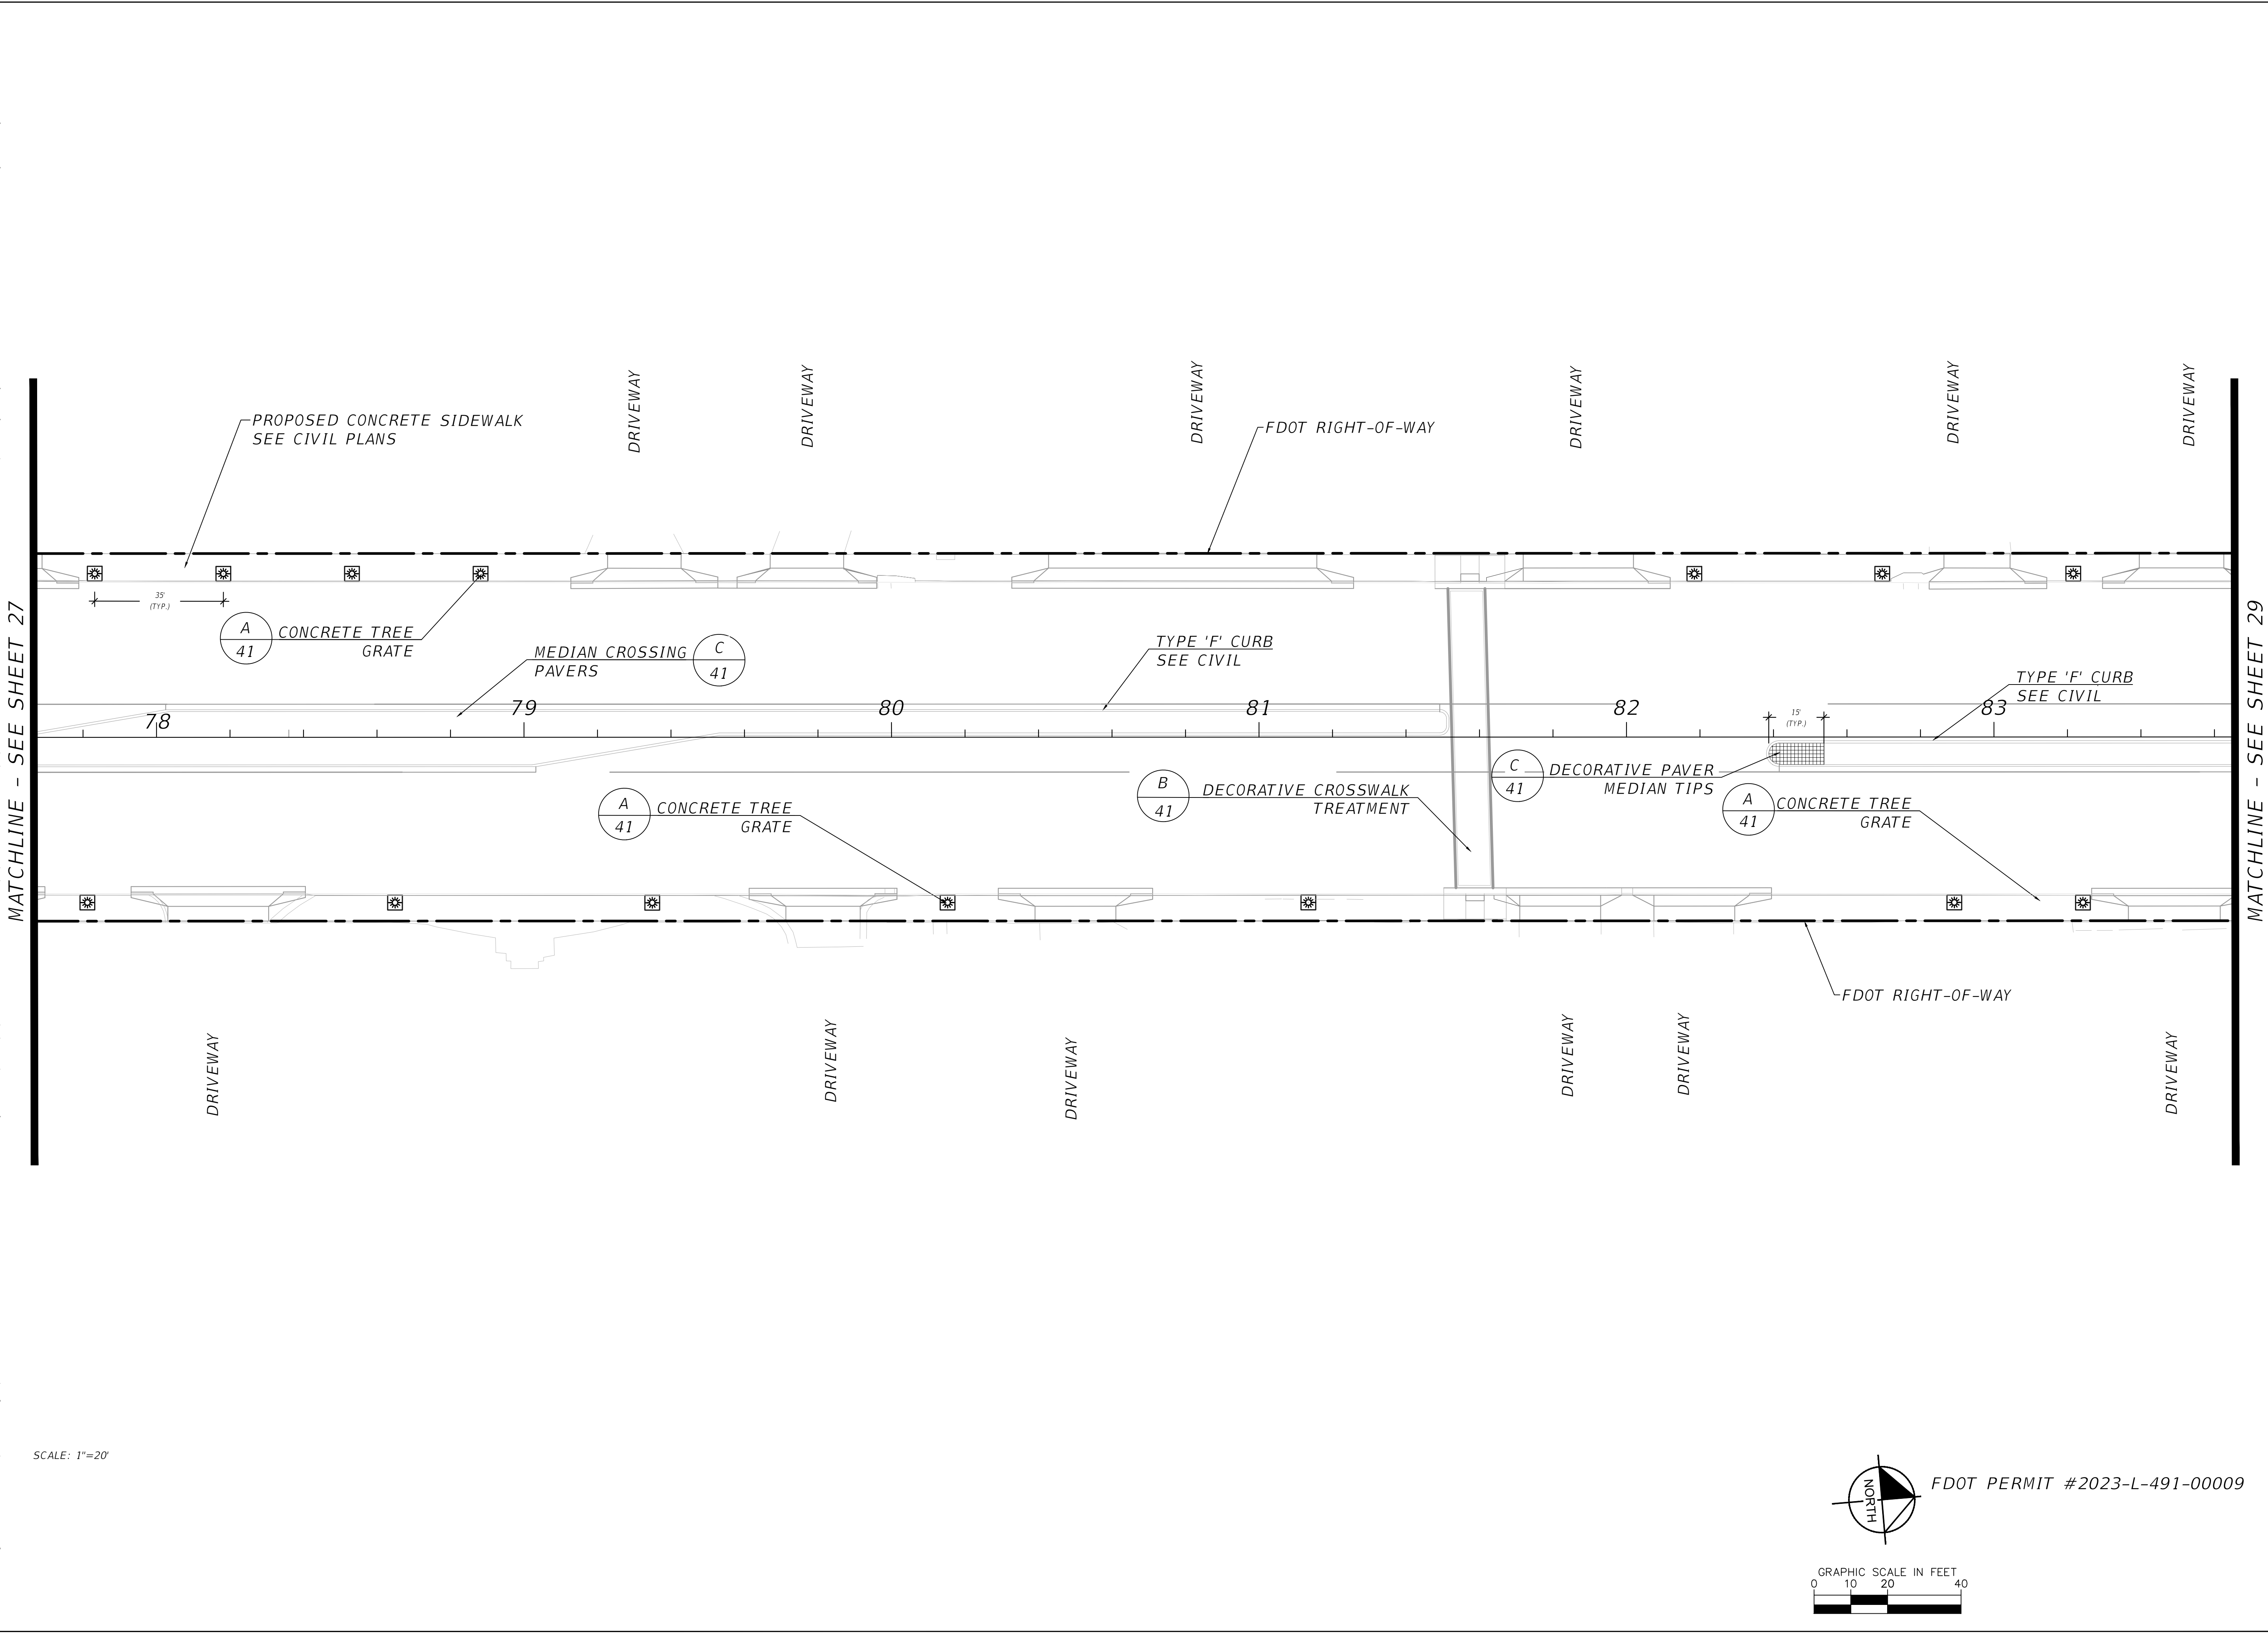 DRIVEWAY
DRIVEWAY
DRIVEWAY
DRIVEWAY
DRIVEWAY
DRIVEWAY
PROPOSED CONCRETE SIDEWALK
SEE CIVIL PLANS
FDOT RIGHT-OF-WAY
35'
(TYP.)
A
41
CONCRETE TREE
GRATE
MEDIAN CROSSING
PAVERS
C
41
TYPE 'F' CURB
SEE CIVIL
TYPE 'F' CURB
SEE CIVIL
MATCHLINE - SEE SHEET 27
MATCHLINE - SEE SHEET 29
78
79
80
81
82
83
15'
(TYP.)
A
41
CONCRETE TREE
GRATE
B
41
DECORATIVE CROSSWALK
TREATMENT
C
41
DECORATIVE PAVER
MEDIAN TIPS
A
41
CONCRETE TREE
GRATE
FDOT RIGHT-OF-WAY
DRIVEWAY
DRIVEWAY
DRIVEWAY
DRIVEWAY
DRIVEWAY
DRIVEWAY
SCALE: 1"=20'
NORTH
FDOT PERMIT #2023-L-491-00009
GRAPHIC SCALE IN FEET
0 10 20 40